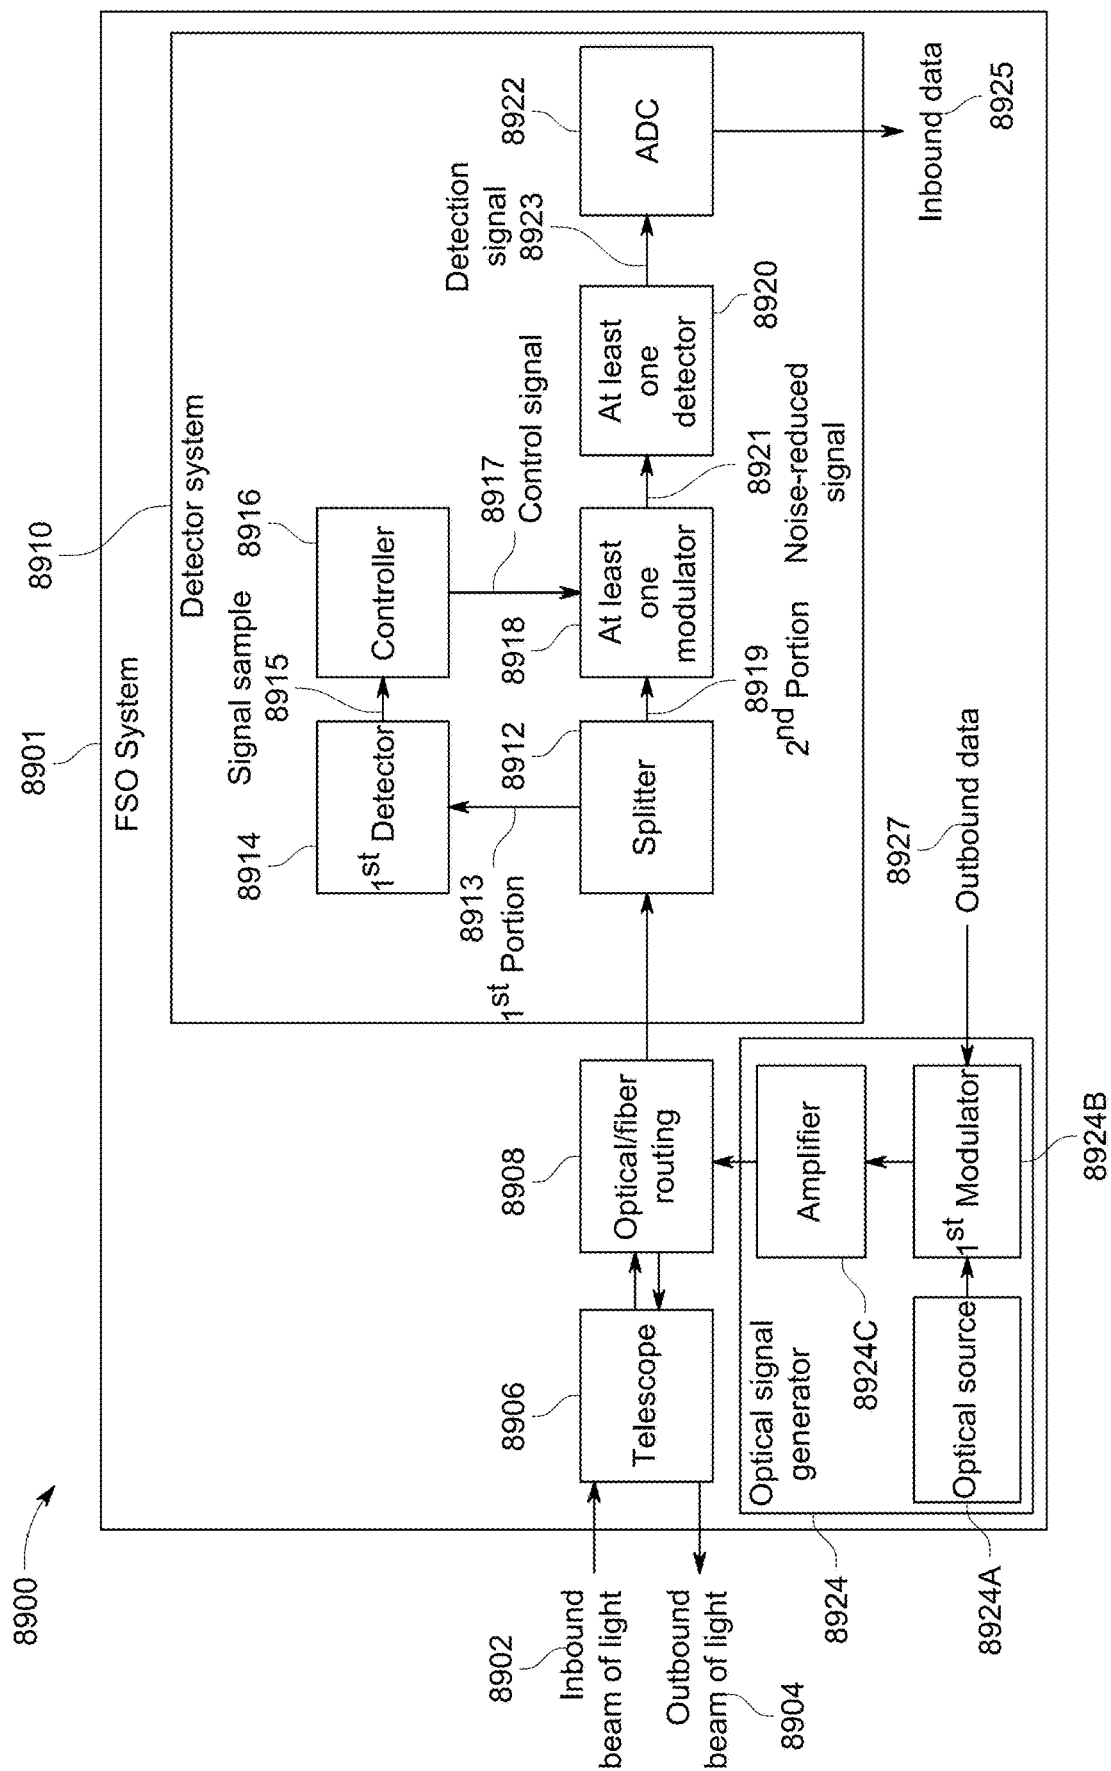 8900
8901
FSO System
8910
Detector system
8902
Inbound
beam of light
Outbound
beam of light
8904
8906
Telescope
8908
Optical/fiber
routing
8914
1st Detector
Signal sample
8915
8916
Controller
8913
1st Portion
8917
Control signal
8912
Splitter
8919
2nd Portion
8918
At least
one
modulator
8921
Noise-reduced
signal
At least
one
detector
8920
Detection
signal
8923
8922
ADC
Inbound data
8925
Optical signal
generator
8924
Amplifier
8924C
Optical source
8924A
1st Modulator
8924B
8927
Outbound data